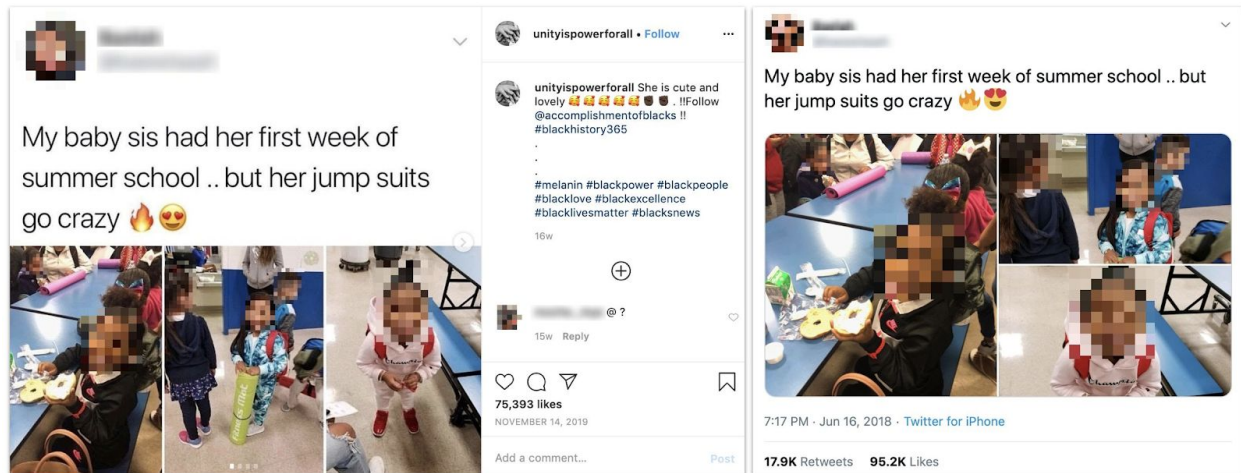 My baby sis had her first week of
summer school .. but her jump suits
go crazy 🔥😍
unityispowerforall • Follow
unityispowerforall She is cute and
lovely 🥰🥰🥰🥰🥰✊🏿✊🏿. !!Follow
@accomplishmentofblacks !!
#blackhistory365
.
.
.
#melanin #blackpower #blackpeople
#blacklove #blackexcellence
#blacklivesmatter #blacksnews
16w
@ ?
15w Reply
75,393 likes
NOVEMBER 14, 2019
Add a comment... Post
My baby sis had her first week of summer school .. but
her jump suits go crazy 🔥😍
7:17 PM · Jun 16, 2018 · Twitter for iPhone
17.9K Retweets 95.2K Likes